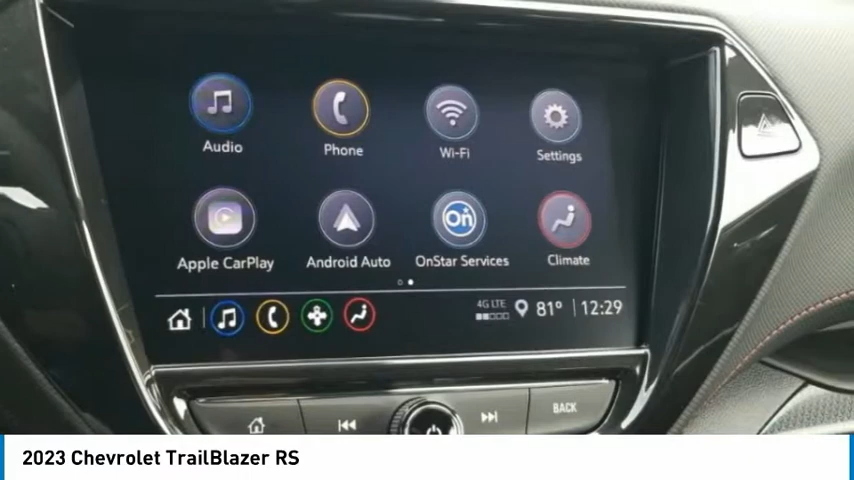 Audio Phone Wi-Fi Settings
On
Apple CarPlay Android Auto OnStar Services Climate
4G LTE 81° 12:29
BACK
2023 Chevrolet TrailBlazer RS